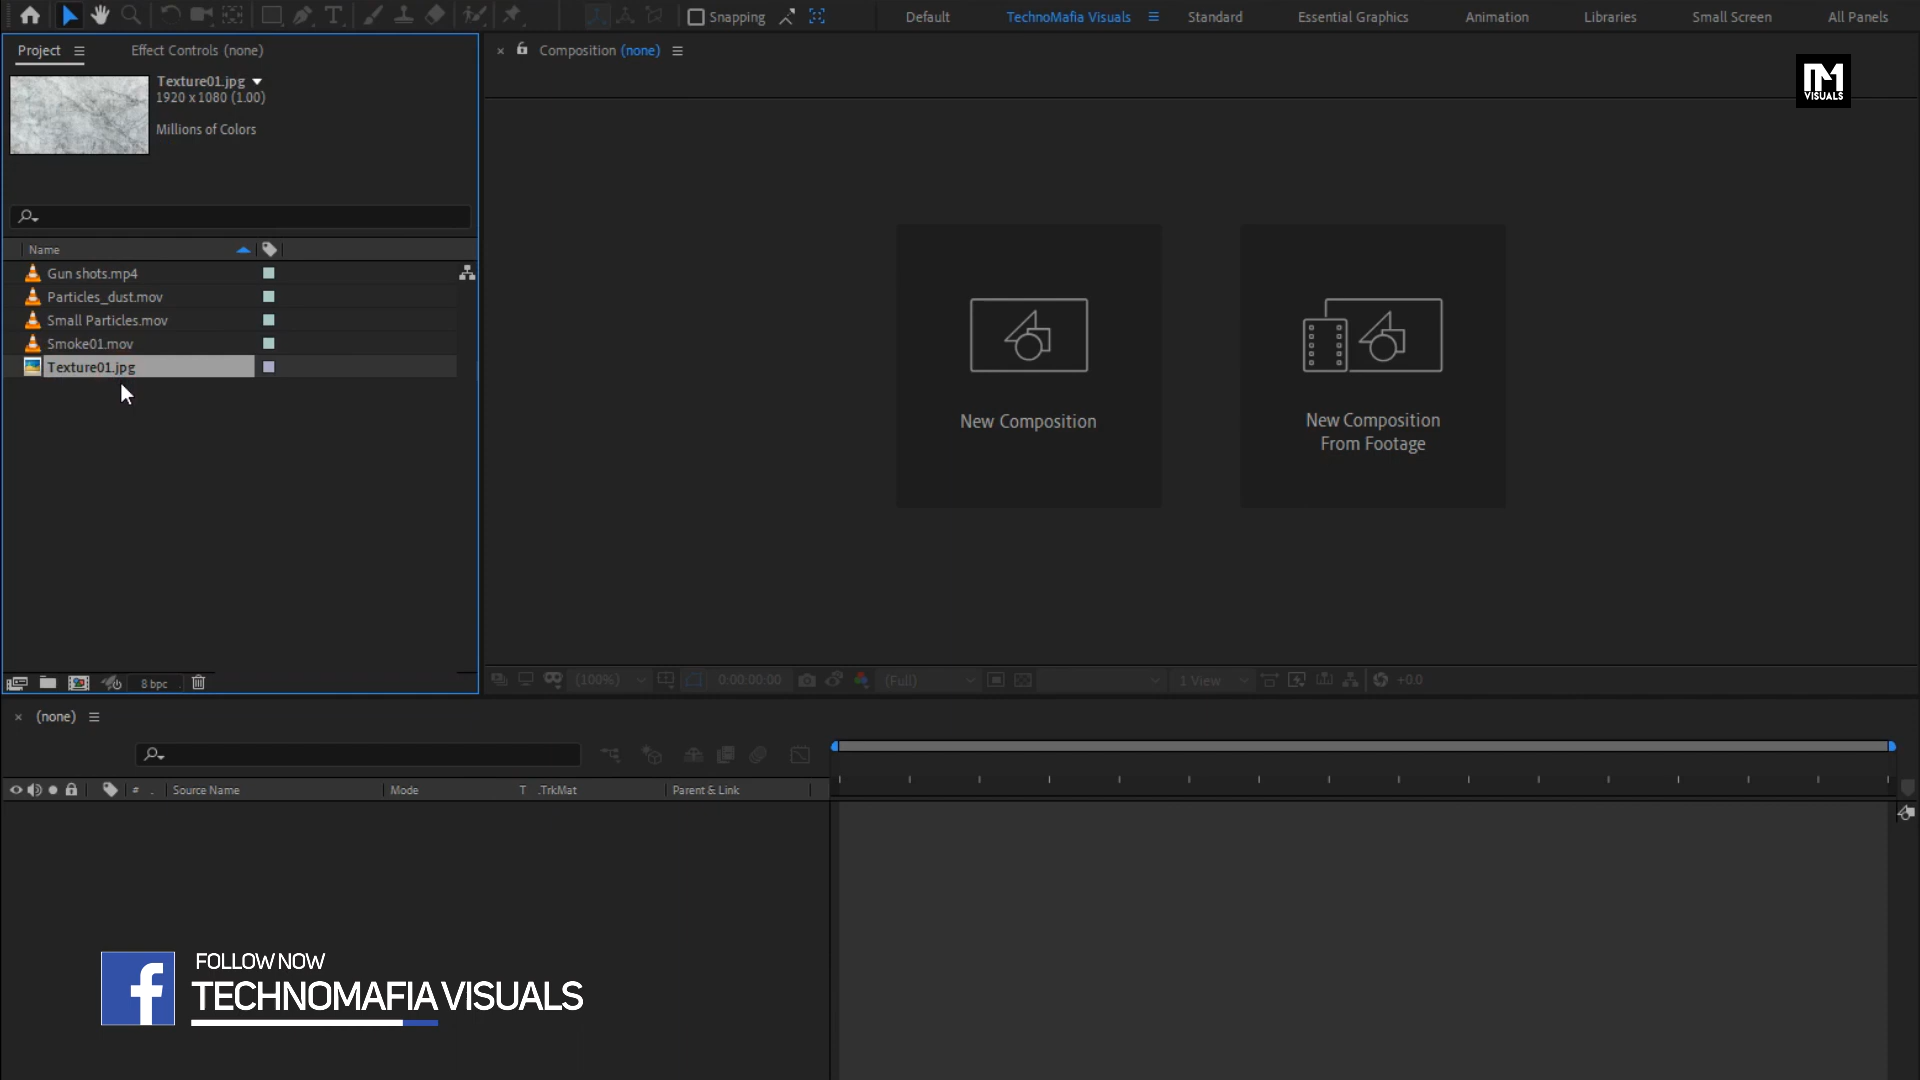 Snapping
Default
TechnoMafia Visuals
Standard
Essential Graphics
Animation
Libraries
Small Screen
All Panels
Project
Effect Controls (none)
Composition (none)
Texture01.jpg
1920 x 1080 (1.00)
Millions of Colors
VISUALS
Name
Gun shots.mp4
Particles_dust.mov
Small Particles.mov
Smoke01.mov
Texture01.jpg
New Composition
New Composition
From Footage
8 bpc
(100%)
0:00:00:00
(Full)
1 View
+0.0
(none)
Source Name
Mode
T
.TrkMat
Parent & Link
FOLLOW NOW
TECHNOMAFIA VISUALS